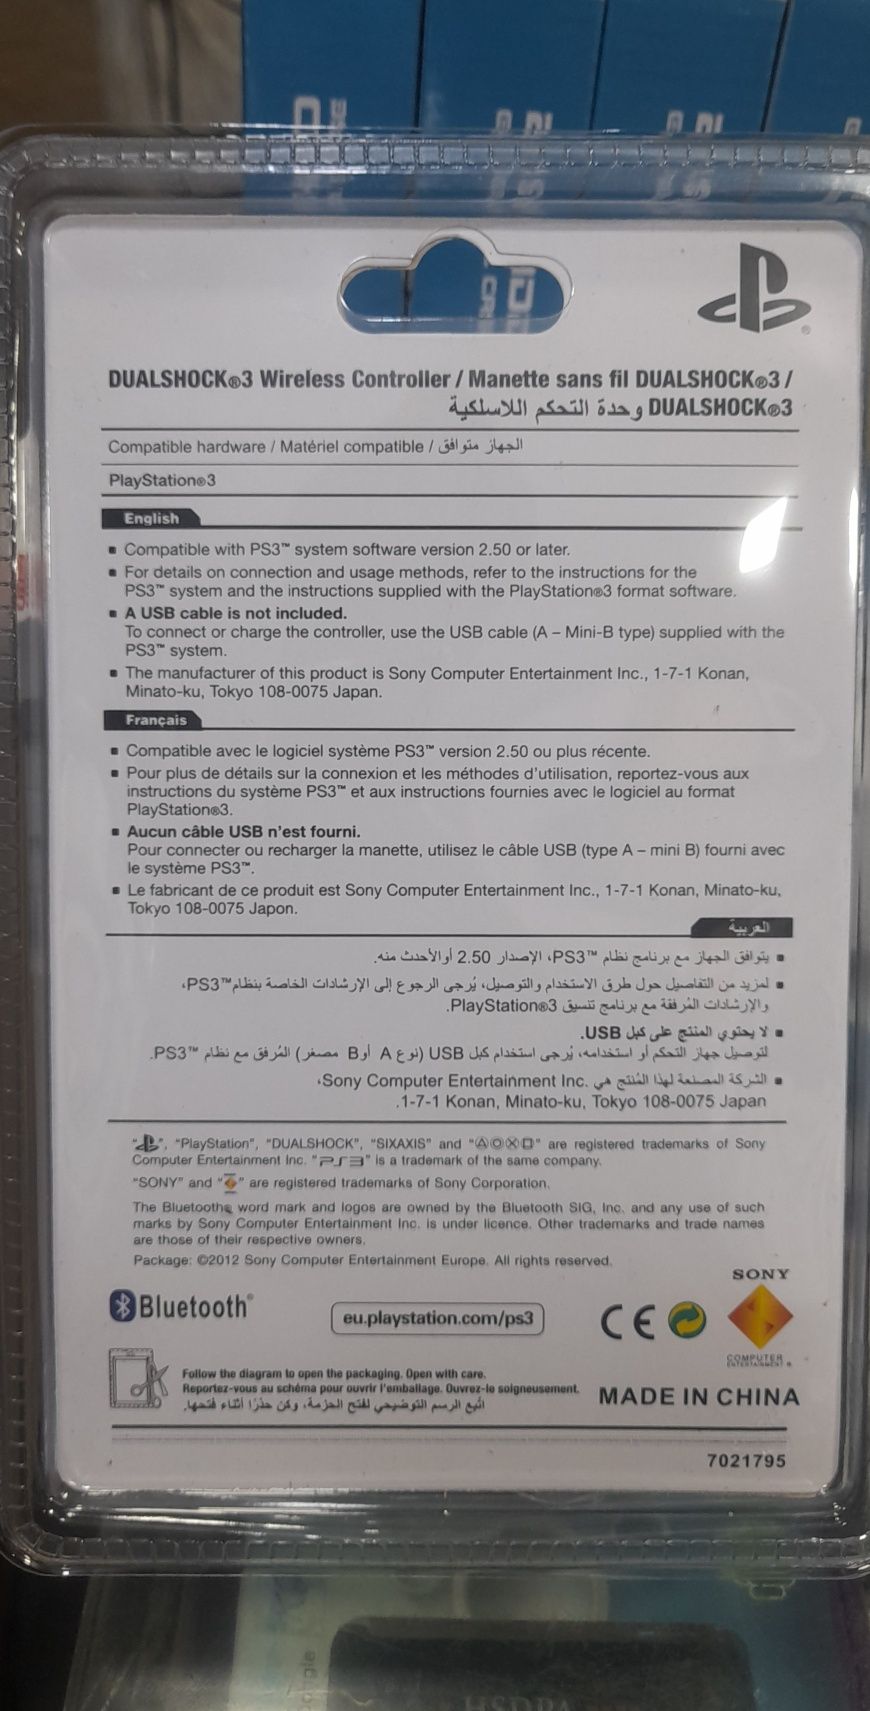 DUALSHOCK®3 Wireless Controller / Manette sans fil DUALSHOCK®3 /
DUALSHOCK®3 وحدة التحكم اللاسلكية
Compatible hardware / Matériel compatible / الجهاز متوافق
PlayStation®3
English
▪ Compatible with PS3™ system software version 2.50 or later.
▪ For details on connection and usage methods, refer to the instructions for the
PS3™ system and the instructions supplied with the PlayStation®3 format software.
▪ A USB cable is not included.
To connect or charge the controller, use the USB cable (A – Mini-B type) supplied with the
PS3™ system.
▪ The manufacturer of this product is Sony Computer Entertainment Inc., 1-7-1 Konan,
Minato-ku, Tokyo 108-0075 Japan.
Français
▪ Compatible avec le logiciel système PS3™ version 2.50 ou plus récente.
▪ Pour plus de détails sur la connexion et les méthodes d'utilisation, reportez-vous aux
instructions du système PS3™ et aux instructions fournies avec le logiciel au format
PlayStation®3.
▪ Aucun câble USB n'est fourni.
Pour connecter ou recharger la manette, utilisez le câble USB (type A – mini B) fourni avec
le système PS3™.
▪ Le fabricant de ce produit est Sony Computer Entertainment Inc., 1-7-1 Konan, Minato-ku,
Tokyo 108-0075 Japon.
العربية
▪ يتوافق الجهاز مع برنامج نظام PS3™، الإصدار 2.50 أو الأحدث منه.
▪ لمزيد من التفاصيل حول طرق الاستخدام والتوصيل، يُرجى الرجوع إلى الإرشادات الخاصة بنظام PS3™،
والإرشادات المُرفقة مع برنامج تنسيق PlayStation®3.
▪ لا يحتوي المنتج على كبل USB.
لتوصيل جهاز التحكم أو استخدامه، يُرجى استخدام كبل USB (نوع A أو B مصغر) المُرفق مع نظام PS3™.
▪ الشركة المصنعة لهذا المُنتج هي Sony Computer Entertainment Inc.،
1-7-1 Konan, Minato-ku, Tokyo 108-0075 Japan.
“ ”, “PlayStation”, “DUALSHOCK”, “SIXAXIS” and “△○×□” are registered trademarks of Sony
Computer Entertainment Inc. “PS3” is a trademark of the same company.
“SONY” and “ ” are registered trademarks of Sony Corporation.
The Bluetooth® word mark and logos are owned by the Bluetooth SIG, Inc. and any use of such
marks by Sony Computer Entertainment Inc. is under licence. Other trademarks and trade names
are those of their respective owners.
Package: ©2012 Sony Computer Entertainment Europe. All rights reserved.
SONY
Bluetooth®
eu.playstation.com/ps3
CE
COMPUTER
ENTERTAINMENT ®
Follow the diagram to open the packaging. Open with care.
Reportez-vous au schéma pour ouvrir l'emballage. Ouvrez-le soigneusement.
اتبع الرسم التوضيحي لفتح الحزمة، وكن حذرًا أثناء فتحها.
MADE IN CHINA
7021795
HSDPA